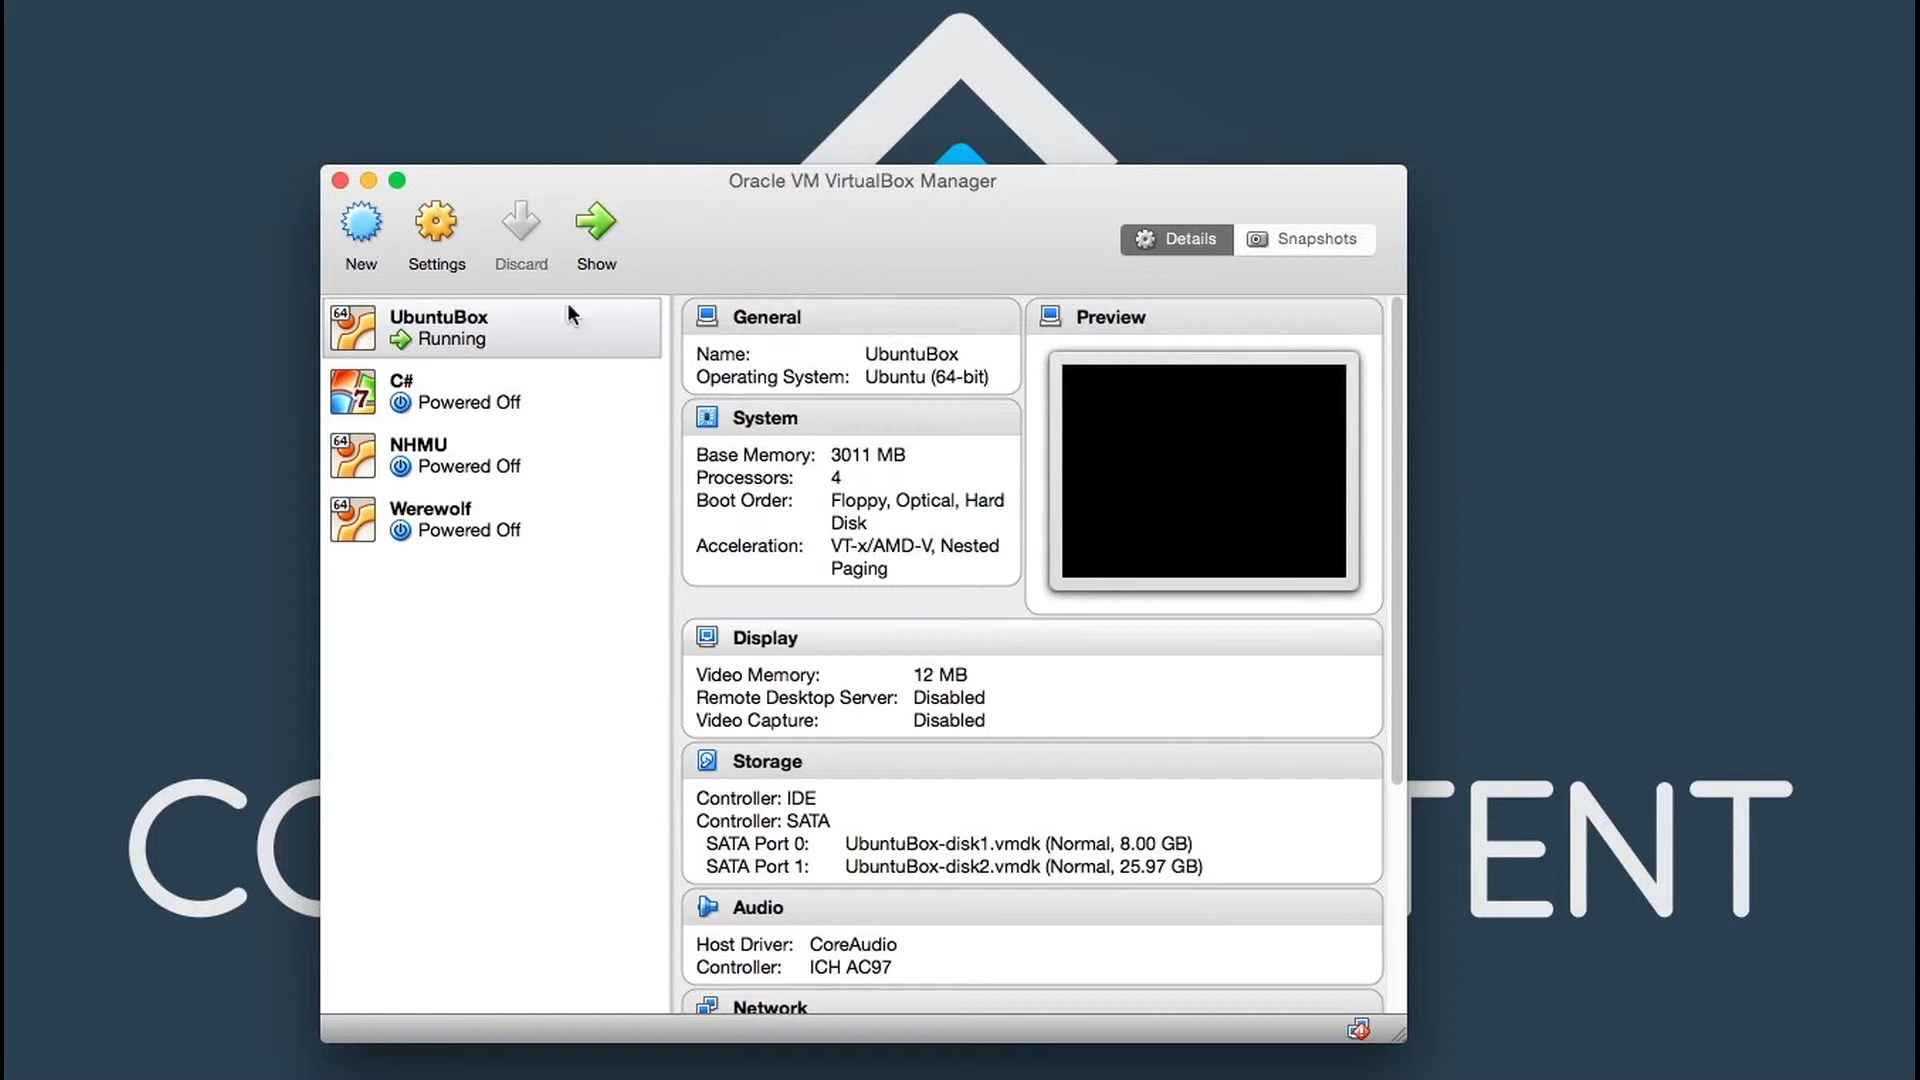 Oracle VM VirtualBox Manager
New
Settings
Discard
Show
Details
Snapshots
64
UbuntuBox
Running
7
C#
Powered Off
64
NHMU
Powered Off
64
Werewolf
Powered Off
General
Name: UbuntuBox
Operating System: Ubuntu (64-bit)
System
Base Memory: 3011 MB
Processors: 4
Boot Order: Floppy, Optical, Hard
Disk
Acceleration: VT-x/AMD-V, Nested
Paging
Preview
Display
Video Memory: 12 MB
Remote Desktop Server: Disabled
Video Capture: Disabled
Storage
Controller: IDE
Controller: SATA
SATA Port 0: UbuntuBox-disk1.vmdk (Normal, 8.00 GB)
SATA Port 1: UbuntuBox-disk2.vmdk (Normal, 25.97 GB)
Audio
Host Driver: CoreAudio
Controller: ICH AC97
Network
CO TENT